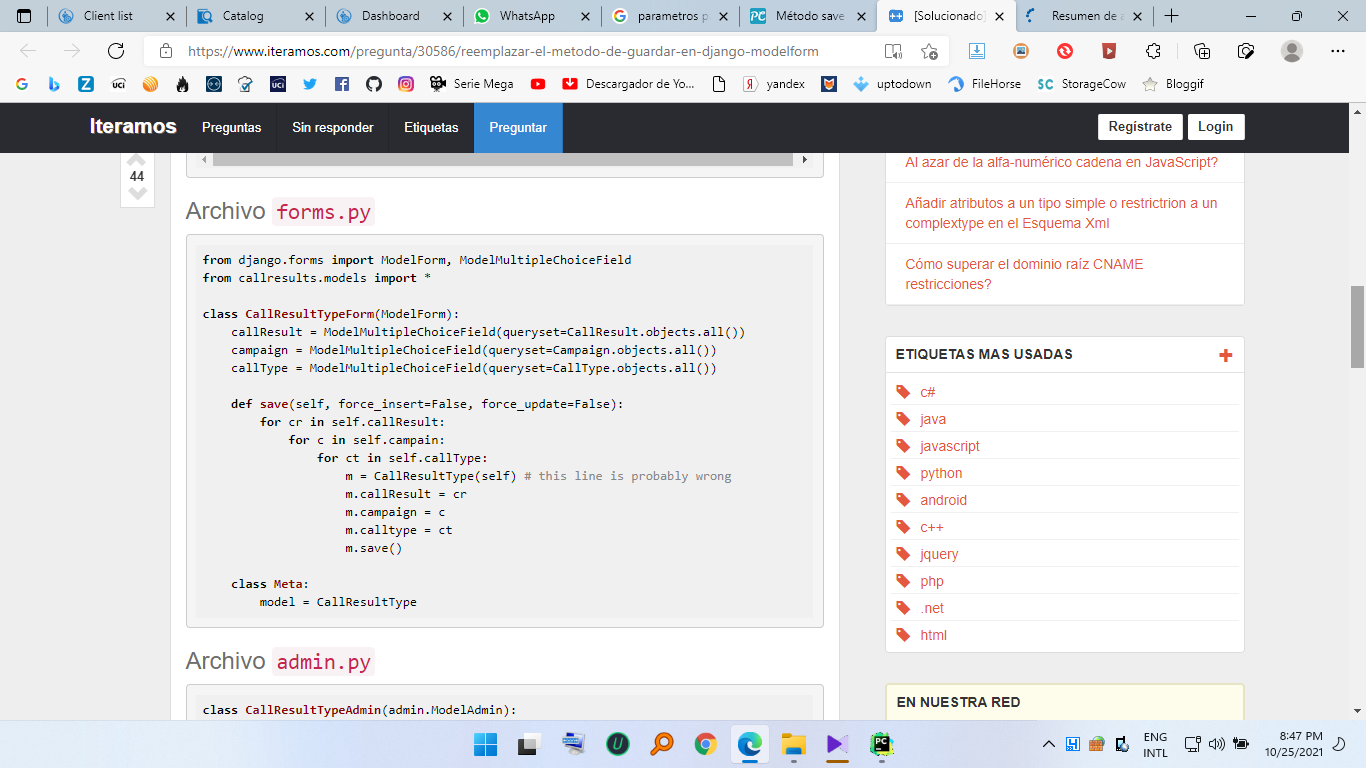 Client list
Catalog
Dashboard
WhatsApp
parametros p
Método save
[Solucionado]
Resumen de a
https://www.iteramos.com/pregunta/30586/reemplazar-el-metodo-de-guardar-en-django-modelform
Serie Mega
Descargador de Yo...
yandex
uptodown
FileHorse
StorageCow
Bloggif
Iteramos
Preguntas
Sin responder
Etiquetas
Preguntar
Regístrate
Login
44
Archivo forms.py
from django.forms import ModelForm, ModelMultipleChoiceField
from callresults.models import *
class CallResultTypeForm(ModelForm):
    callResult = ModelMultipleChoiceField(queryset=CallResult.objects.all())
    campaign = ModelMultipleChoiceField(queryset=Campaign.objects.all())
    callType = ModelMultipleChoiceField(queryset=CallType.objects.all())
    def save(self, force_insert=False, force_update=False):
        for cr in self.callResult:
            for c in self.campain:
                for ct in self.callType:
                    m = CallResultType(self) # this line is probably wrong
                    m.callResult = cr
                    m.campaign = c
                    m.calltype = ct
                    m.save()
    class Meta:
        model = CallResultType
Archivo admin.py
class CallResultTypeAdmin(admin.ModelAdmin):
Al azar de la alfa-numérico cadena en JavaScript?
Añadir atributos a un tipo simple o restrictrion a un
complextype en el Esquema Xml
Cómo superar el dominio raíz CNAME
restricciones?
ETIQUETAS MAS USADAS
c#
java
javascript
python
android
c++
jquery
php
.net
html
EN NUESTRA RED
ENG
INTL
8:47 PM
10/25/2021